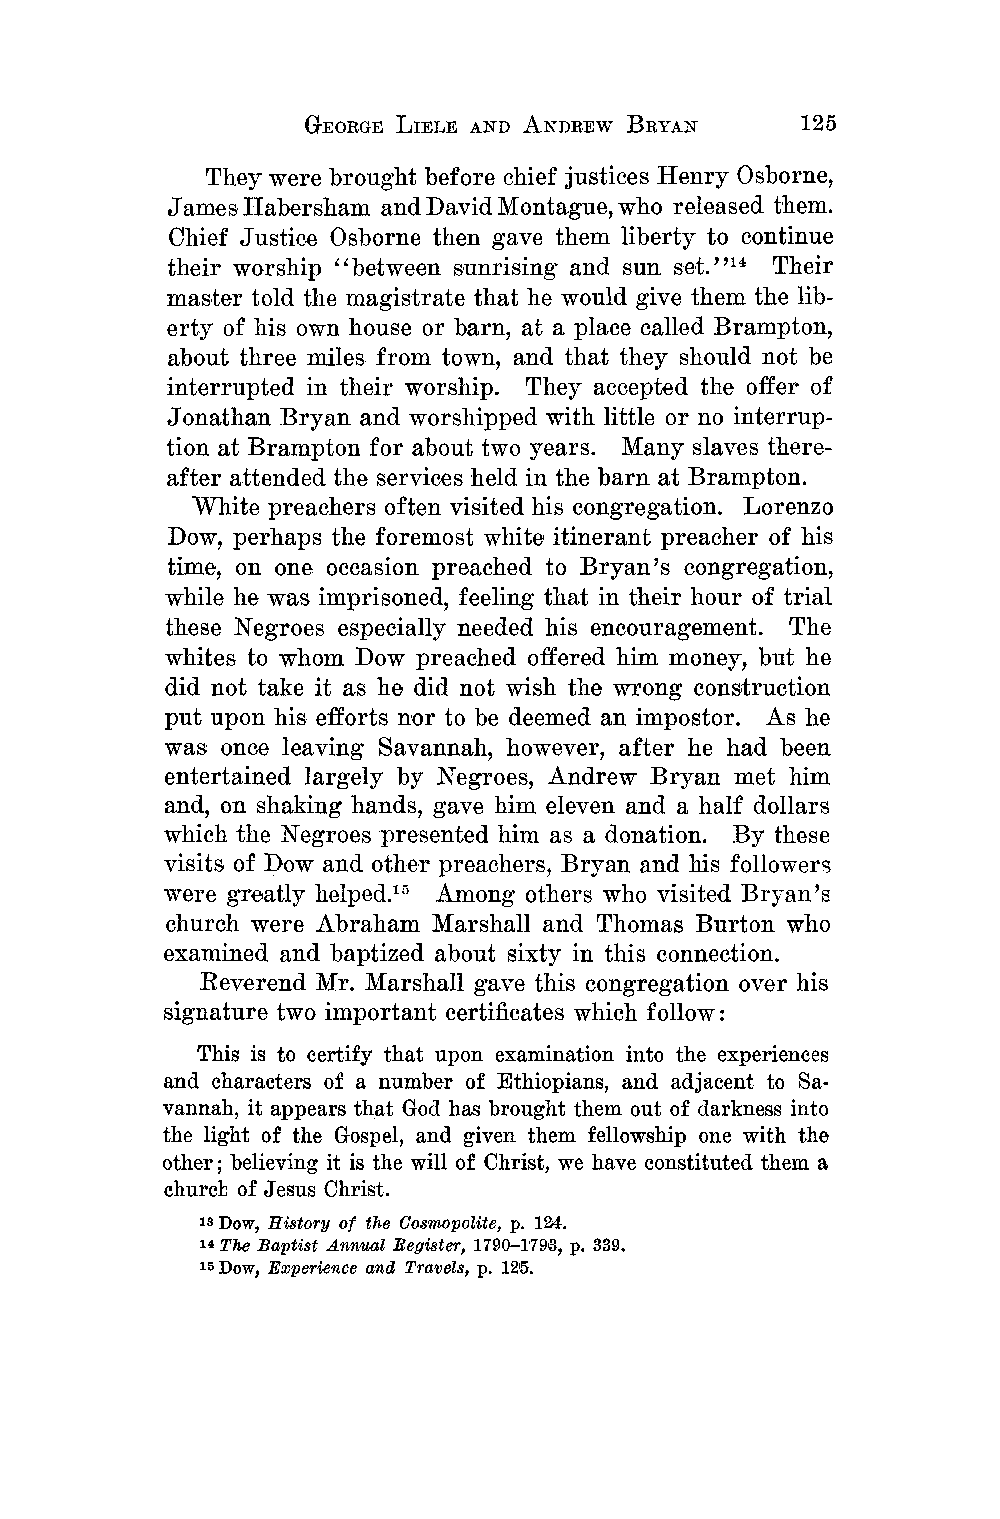 GEORGE LIELE AND ANDREW BRYAN 125
They were brought before chief justices Henry Osborne,
James Habersham and David Montague, who released them.
Chief Justice Osborne then gave them liberty to continue
their worship “between sunrising and sun set.”¹⁴ Their
master told the magistrate that he would give them the lib-
erty of his own house or barn, at a place called Brampton,
about three miles from town, and that they should not be
interrupted in their worship. They accepted the offer of
Jonathan Bryan and worshipped with little or no interrup-
tion at Brampton for about two years. Many slaves there-
after attended the services held in the barn at Brampton.
White preachers often visited his congregation. Lorenzo
Dow, perhaps the foremost white itinerant preacher of his
time, on one occasion preached to Bryan’s congregation,
while he was imprisoned, feeling that in their hour of trial
these Negroes especially needed his encouragement. The
whites to whom Dow preached offered him money, but he
did not take it as he did not wish the wrong construction
put upon his efforts nor to be deemed an impostor. As he
was once leaving Savannah, however, after he had been
entertained largely by Negroes, Andrew Bryan met him
and, on shaking hands, gave him eleven and a half dollars
which the Negroes presented him as a donation. By these
visits of Dow and other preachers, Bryan and his followers
were greatly helped.¹⁵ Among others who visited Bryan’s
church were Abraham Marshall and Thomas Burton who
examined and baptized about sixty in this connection.
Reverend Mr. Marshall gave this congregation over his
signature two important certificates which follow:
This is to certify that upon examination into the experiences
and characters of a number of Ethiopians, and adjacent to Sa-
vannah, it appears that God has brought them out of darkness into
the light of the Gospel, and given them fellowship one with the
other; believing it is the will of Christ, we have constituted them a
church of Jesus Christ.
¹³ Dow, History of the Cosmopolite, p. 124.
¹⁴ The Baptist Annual Register, 1790–1793, p. 339.
¹⁵ Dow, Experience and Travels, p. 125.